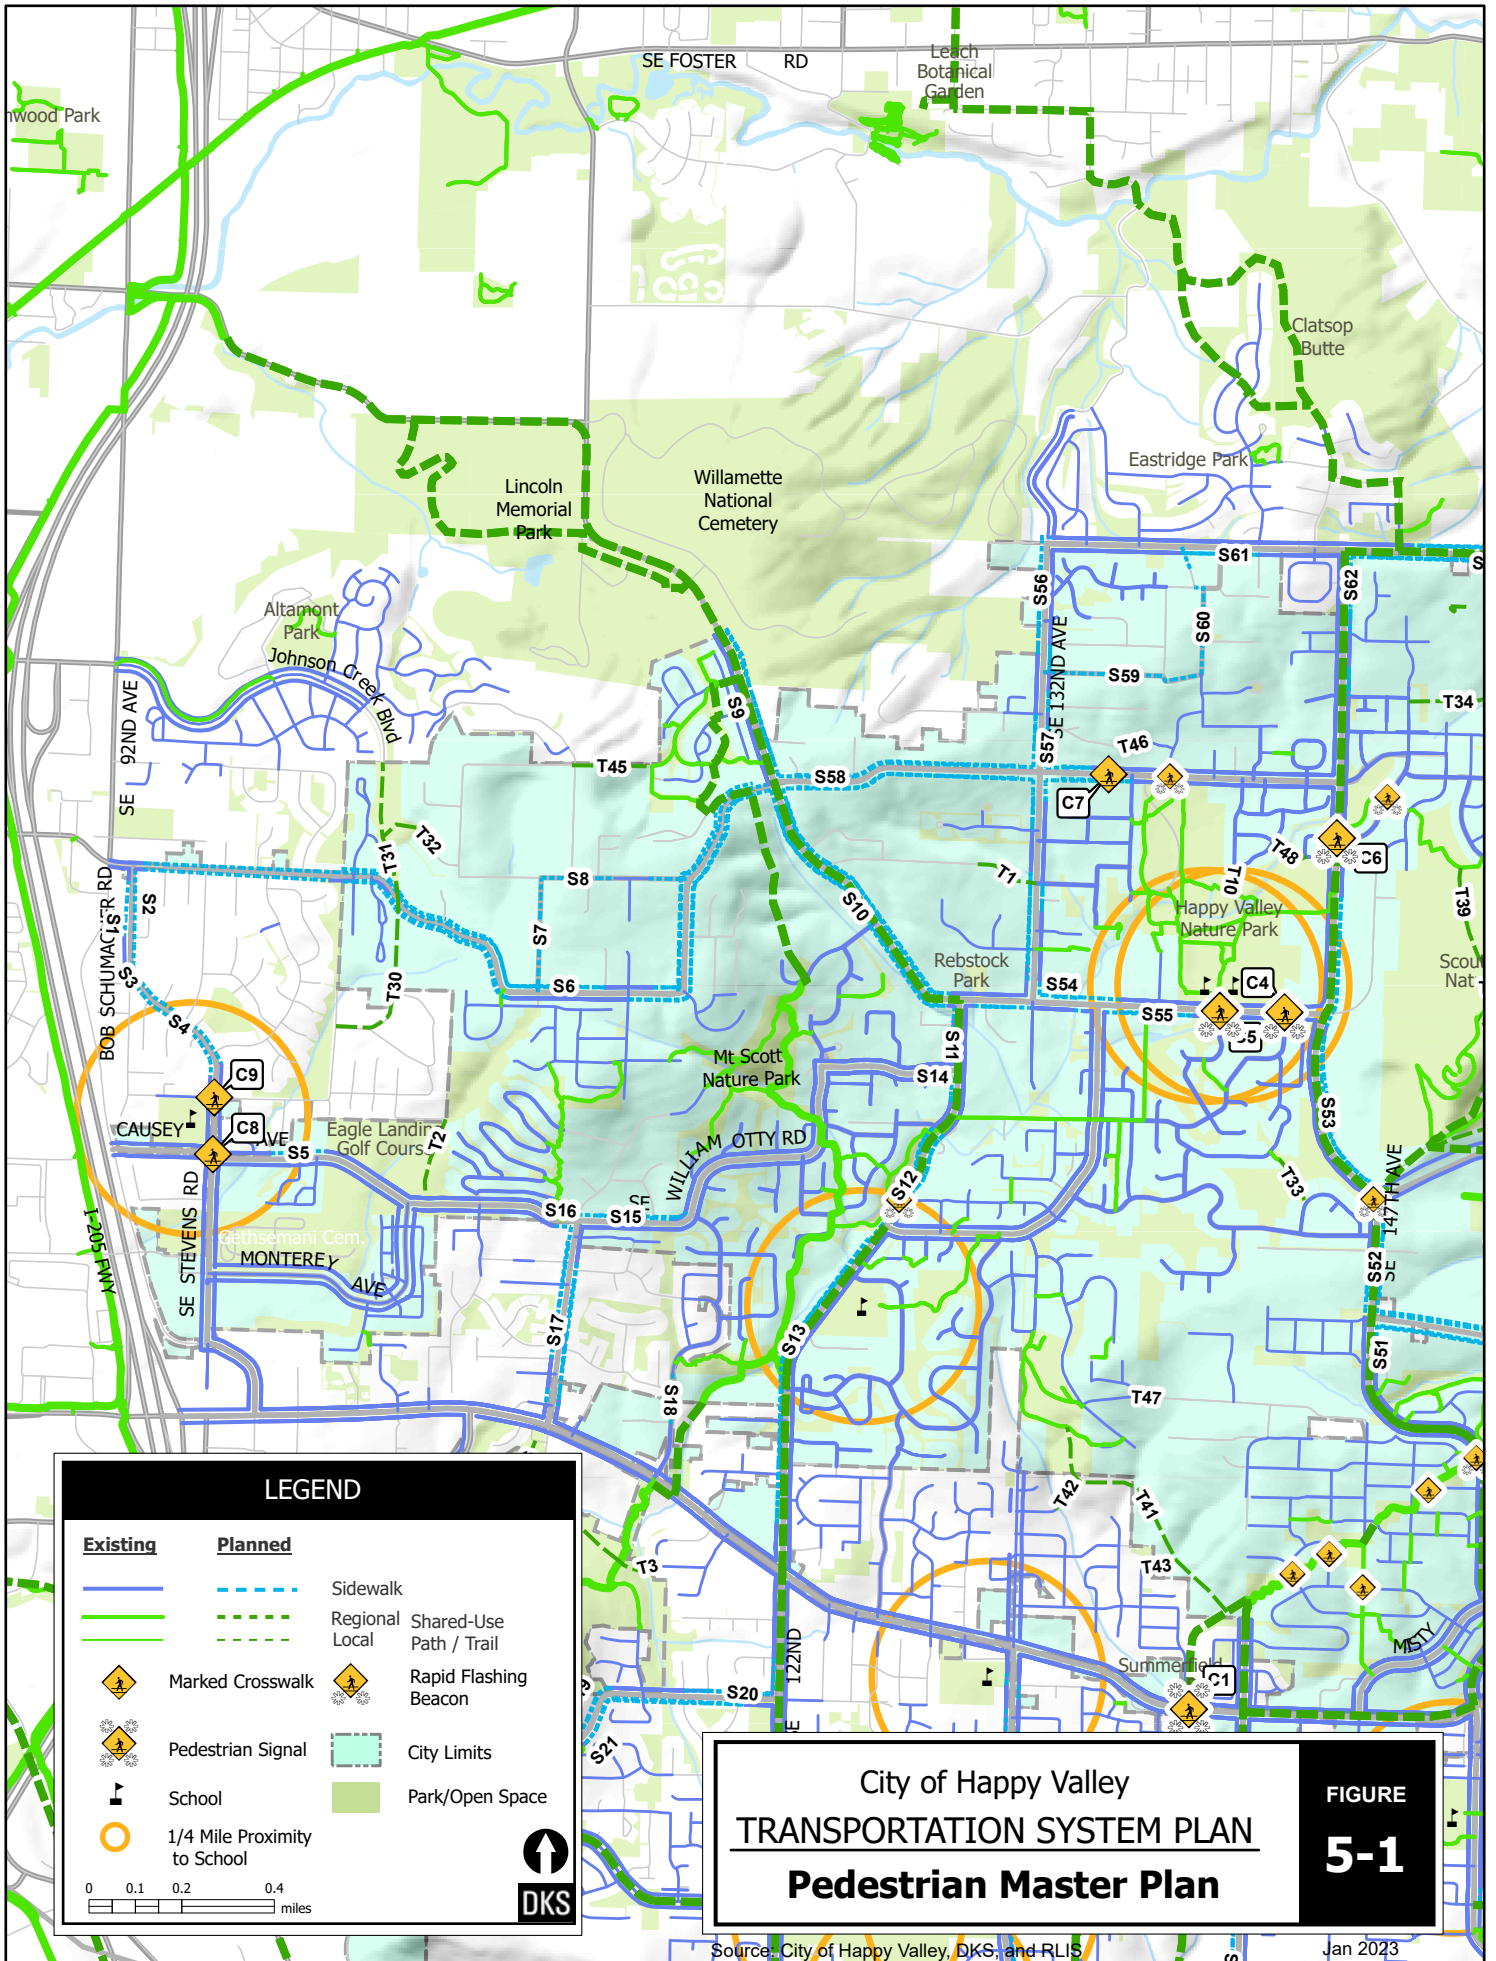 SE FOSTER RD
Leach
Botanical
Garden
nwood Park
Clatsop
Butte
Eastridge Park
Willamette
National
Cemetery
Lincoln
Memorial
Park
S61
S62
S56
S60
Altamont
Park
Johnson Creek Blvd
SE 132ND AVE
S59
SE 92ND AVE
S9
T34
S57
T46
T45
S58
C7
T32
T31
T48
C6
S8
T1
T10
T39
BOB SCHUMACHER RD
S2
S1
S10
Happy Valley
Nature Park
S7
Rebstock
Park
S3
T30
S6
S54
C4
S55
C5
S4
S11
Mt Scott
Nature Park
S14
C9
S53
CAUSEY AVE
C8
S5
Eagle Landing
Golf Course
T2
SE WILLIAM OTTY RD
T33
S12
SE 147TH AVE
S16
S15
I-205 FWY
SE STEVENS RD
Gethsemani Cem.
MONTEREY AVE
S52
S17
S13
S51
S18
T47
T42
T41
T43
T3
MISTY
Summerfield
C1
S20
SE 122ND
S21
LEGEND
Existing Planned
Sidewalk
Regional
Local
Shared-Use
Path / Trail
Marked Crosswalk
Rapid Flashing
Beacon
Pedestrian Signal
City Limits
School
Park/Open Space
1/4 Mile Proximity
to School
0 0.1 0.2 0.4
miles
DKS
City of Happy Valley
TRANSPORTATION SYSTEM PLAN
Pedestrian Master Plan
FIGURE
5-1
Source: City of Happy Valley, DKS, and RLIS
Jan 2023